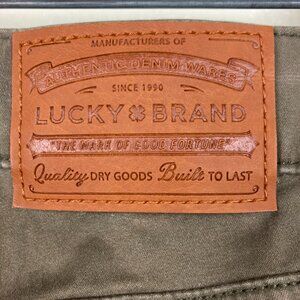 MANUFACTURERS OF
AUTHENTIC DENIM WARES
SINCE 1990
LUCKY BRAND
"THE MARK OF GOOD FORTUNE"
Quality DRY GOODS Built TO LAST